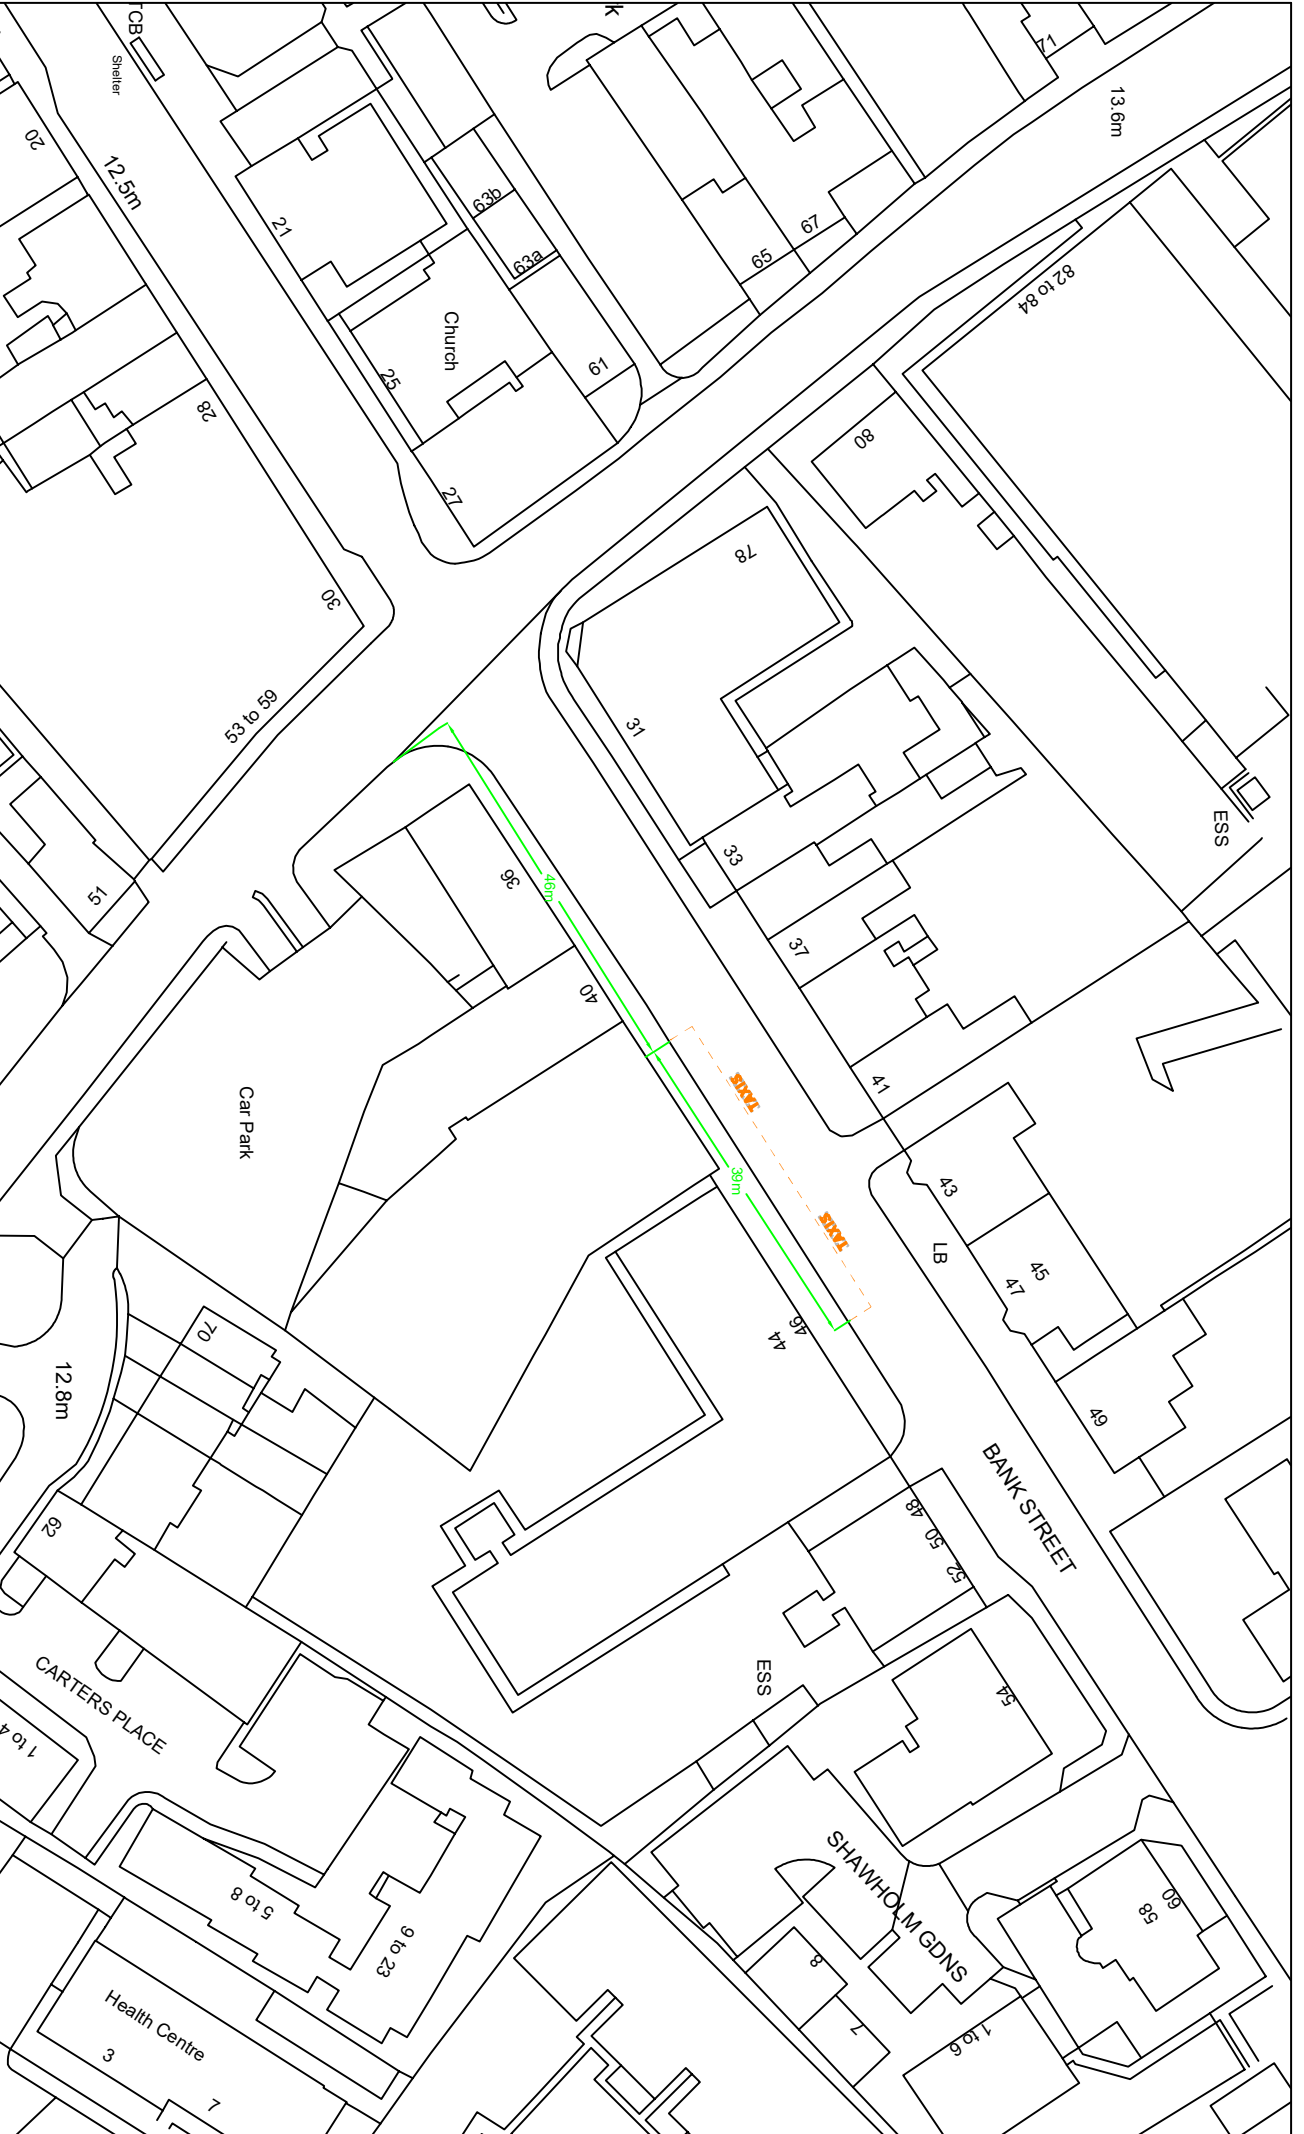 k
TCB
Shelter
71
13.6m
20
12.5m
63b
21
67
63a
65
82 to 84
Church
61
25
28
80
27
78
30
53 to 59
31
ESS
33
36
46m
51
37
40
TAXIS
41
Car Park
39m
43
TAXIS
LB
45
47
46
44
70
12.8m
49
BANK STREET
48
50
52
62
ESS
54
CARTERS PLACE
1 to 4
SHAWHOLM GDNS
60
58
5 to 8
9 to 23
8
7
1 to 6
Health Centre
3
7